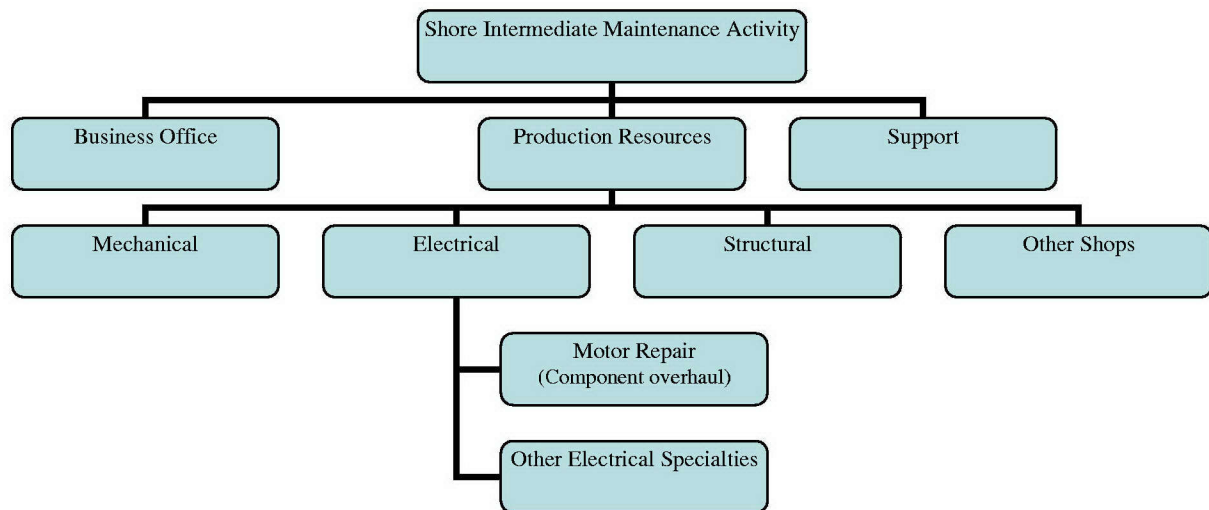 Shore Intermediate Maintenance Activity
Business Office
Production Resources
Support
Mechanical
Electrical
Structural
Other Shops
Motor Repair
(Component overhaul)
Other Electrical Specialties